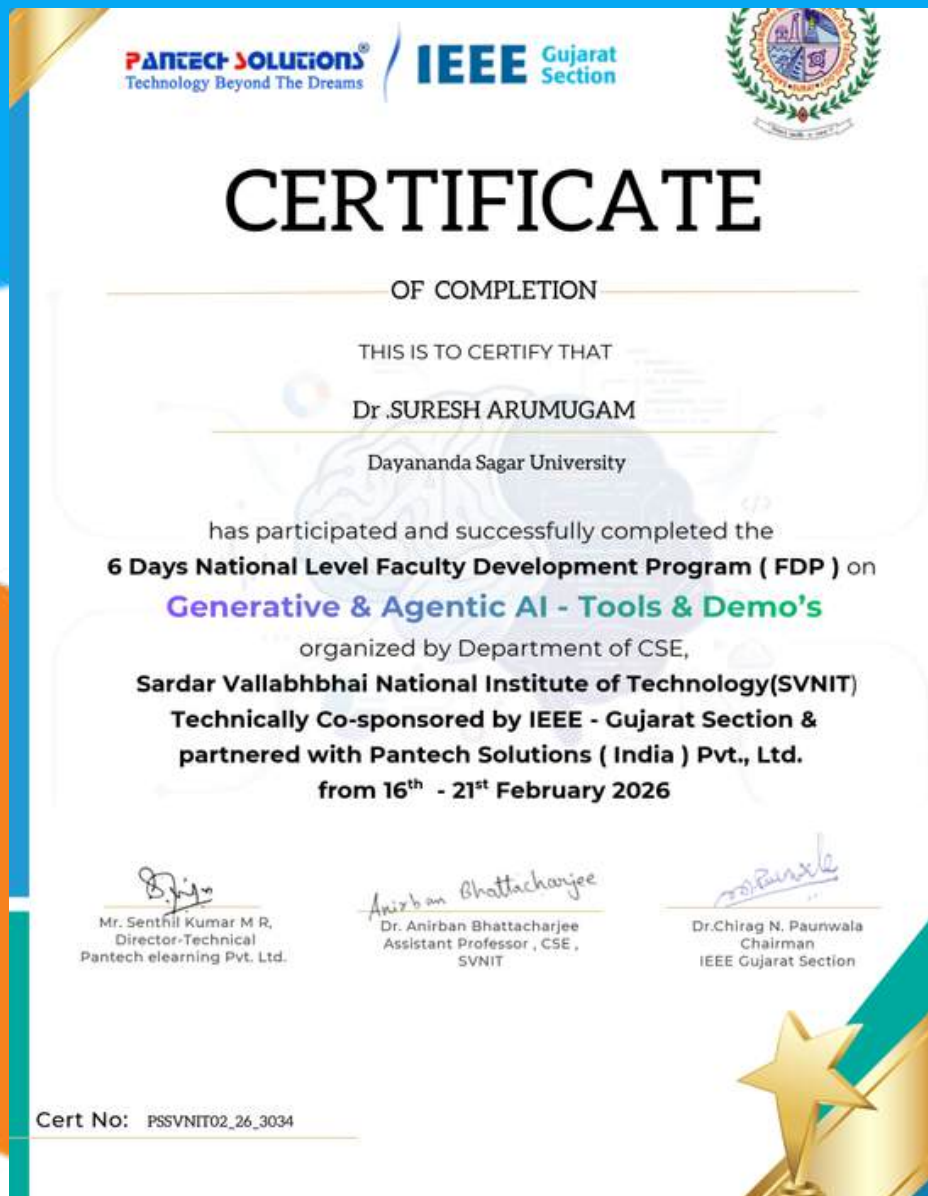 PANTECH SOLUTIONS®
Technology Beyond The Dreams
IEEE Gujarat Section
CERTIFICATE
OF COMPLETION
THIS IS TO CERTIFY THAT
Dr .SURESH ARUMUGAM
Dayananda Sagar University
has participated and successfully completed the
6 Days National Level Faculty Development Program ( FDP ) on
Generative & Agentic AI - Tools & Demo’s
organized by Department of CSE,
Sardar Vallabhbhai National Institute of Technology(SVNIT)
Technically Co-sponsored by IEEE - Gujarat Section &
partnered with Pantech Solutions ( India ) Pvt., Ltd.
from 16th - 21st February 2026
Anirban Bhattacharjee
Mr. Senthil Kumar M R,
Director-Technical
Pantech elearning Pvt. Ltd.
Dr. Anirban Bhattacharjee
Assistant Professor , CSE ,
SVNIT
Dr.Chirag N. Paunwala
Chairman
IEEE Gujarat Section
Cert No: PSSVNIT02_26_3034